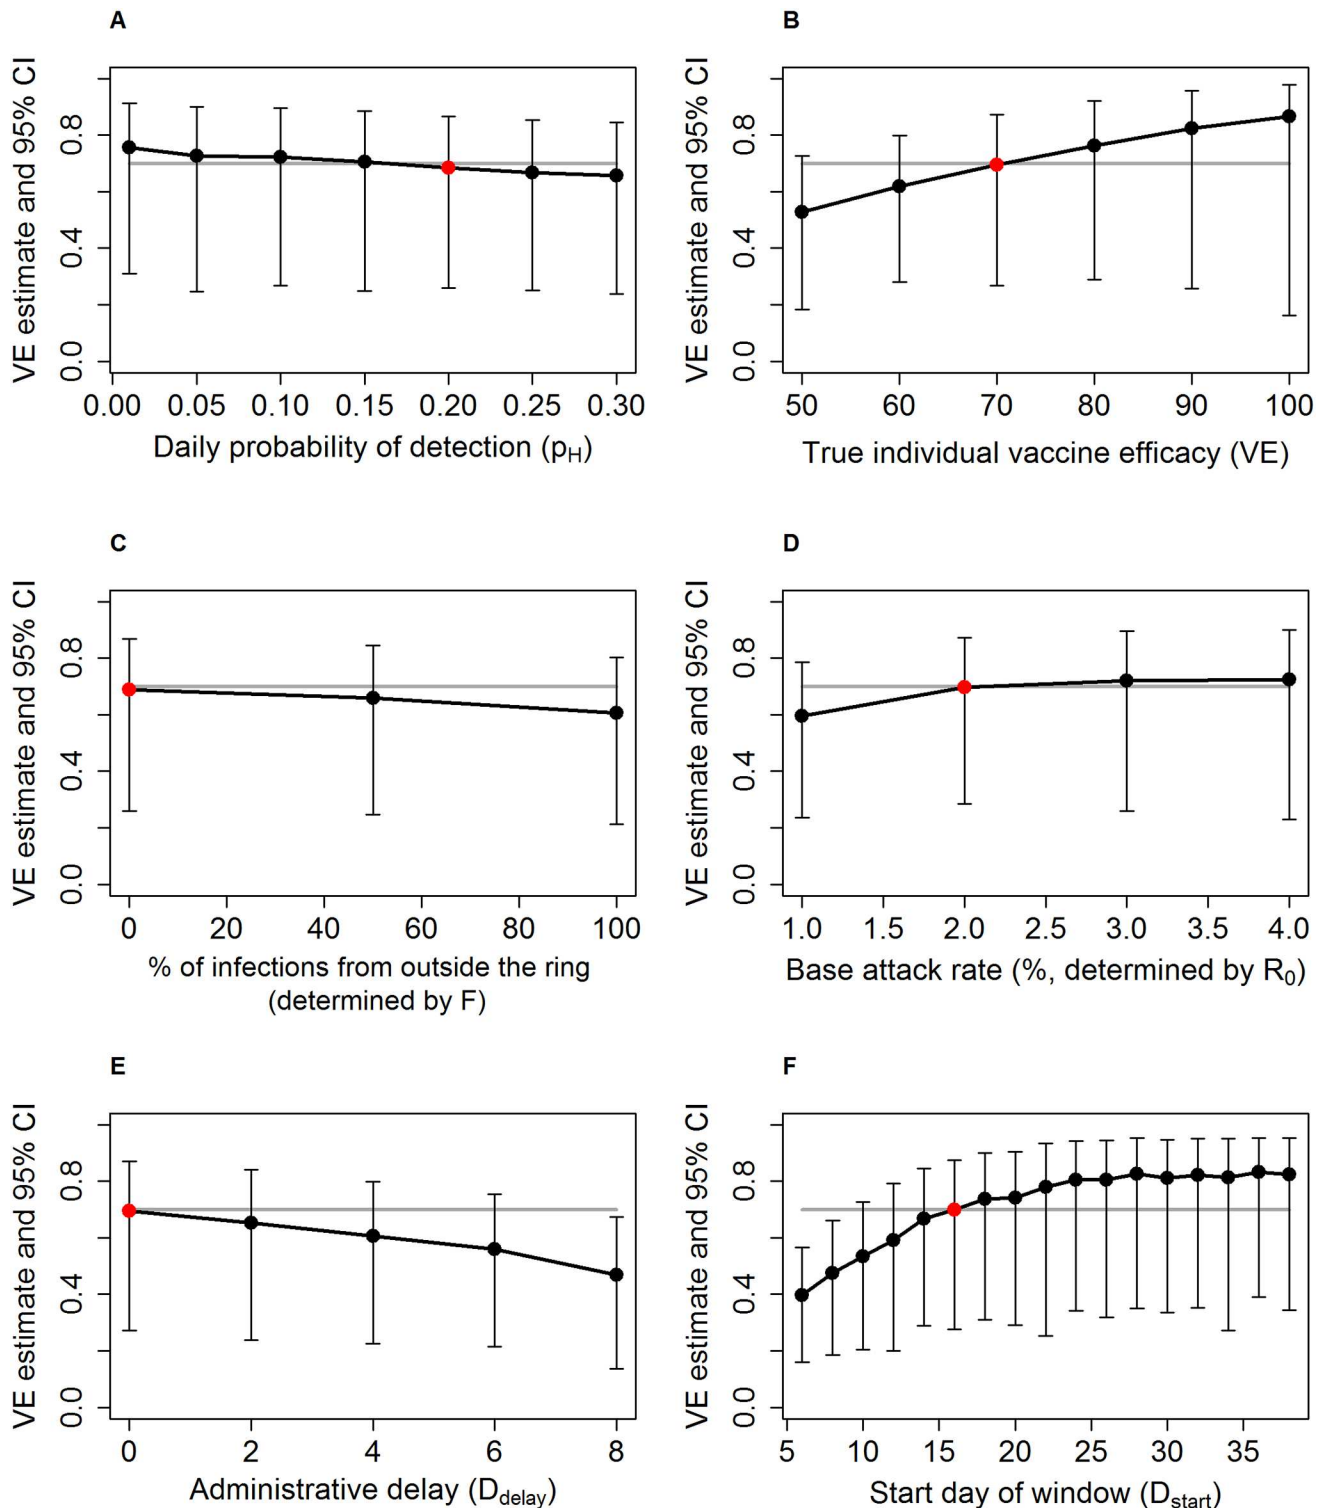 A
VE estimate and 95% CI
0.0 0.4 0.8
0.00 0.05 0.10 0.15 0.20 0.25 0.30
Daily probability of detection (pH)
B
VE estimate and 95% CI
0.0 0.4 0.8
50 60 70 80 90 100
True individual vaccine efficacy (VE)
C
VE estimate and 95% CI
0.0 0.4 0.8
0 20 40 60 80 100
% of infections from outside the ring
(determined by F)
D
VE estimate and 95% CI
0.0 0.4 0.8
1.0 1.5 2.0 2.5 3.0 3.5 4.0
Base attack rate (%, determined by R0)
E
VE estimate and 95% CI
0.0 0.4 0.8
0 2 4 6 8
Administrative delay (Ddelay)
F
VE estimate and 95% CI
0.0 0.4 0.8
5 10 15 20 25 30 35
Start day of window (Dstart)